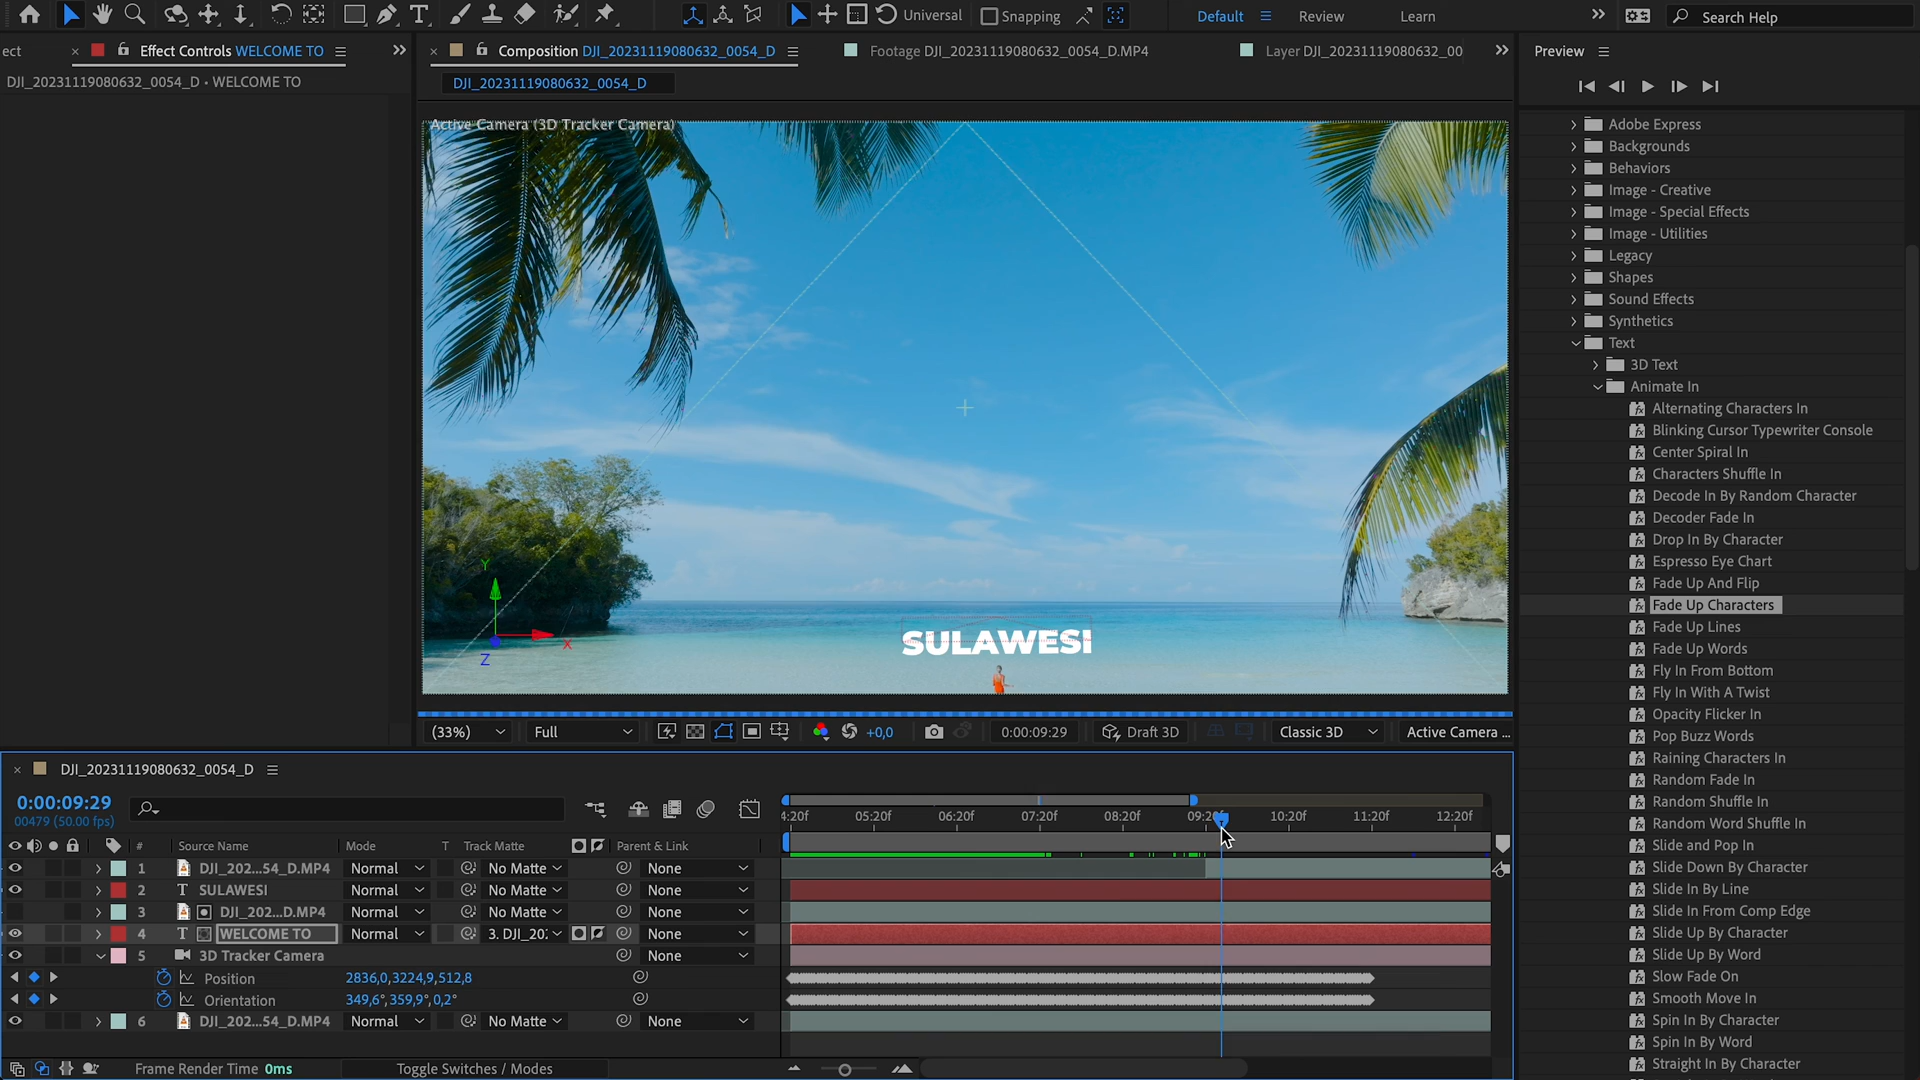 Universal
Snapping
Default
Review
Learn
Search Help
ect
Effect Controls WELCOME TO
DJI_20231119080632_0054_D • WELCOME TO
Composition DJI_20231119080632_0054_D
Footage DJI_20231119080632_0054_D.MP4
Layer DJI_20231119080632_00
DJI_20231119080632_0054_D
Active Camera (3D Tracker Camera)
SULAWESI
Y
X
Z
(33%)
Full
+0,0
0:00:09:29
Draft 3D
Classic 3D
Active Camera ...
Preview
Adobe Express
Backgrounds
Behaviors
Image - Creative
Image - Special Effects
Image - Utilities
Legacy
Shapes
Sound Effects
Synthetics
Text
3D Text
Animate In
Alternating Characters In
Blinking Cursor Typewriter Console
Center Spiral In
Characters Shuffle In
Decode In By Random Character
Decoder Fade In
Drop In By Character
Espresso Eye Chart
Fade Up And Flip
Fade Up Characters
Fade Up Lines
Fade Up Words
Fly In From Bottom
Fly In With A Twist
Opacity Flicker In
Pop Buzz Words
Raining Characters In
Random Fade In
Random Shuffle In
Random Word Shuffle In
Slide and Pop In
Slide Down By Character
Slide In By Line
Slide In From Comp Edge
Slide Up By Character
Slide Up By Word
Slow Fade On
Smooth Move In
Spin In By Character
Spin In By Word
Straight In By Character
DJI_20231119080632_0054_D
0:00:09:29
00479 (50.00 fps)
4:20f 05:20f 06:20f 07:20f 08:20f 09:20f 10:20f 11:20f 12:20f
# Source Name Mode T Track Matte Parent & Link
1 DJI_202...54_D.MP4 Normal No Matte None
2 T SULAWESI Normal No Matte None
3 DJI_202...D.MP4 Normal No Matte None
4 T WELCOME TO Normal 3. DJI_20: None
5 3D Tracker Camera None
Position 2836,0,3224,9,512,8
Orientation 349,6°,359,9°,0,2°
6 DJI_202...54_D.MP4 Normal No Matte None
Frame Render Time 0ms
Toggle Switches / Modes